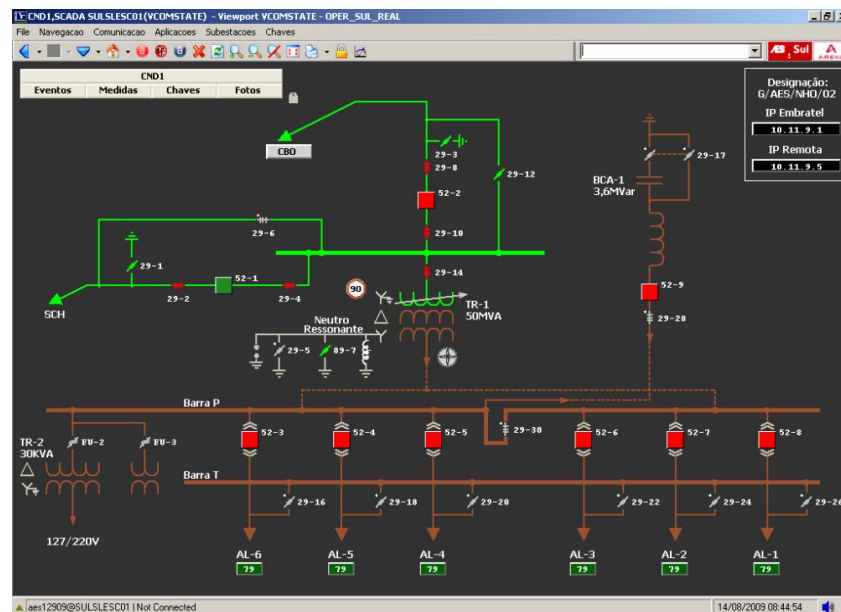 CND1,SCADA SULSLESC01(VCOMSTATE) - Viewport VCOMSTATE - OPER_SUL_REAL
File Navegacao Comunicacao Aplicacoes Subestacoes Chaves
AES Sul
AREVA
CND1
Eventos Medidas Chaves Fotos
Designação:
G/AES/NHO/02
IP Embratel
10.11.9.1
IP Remota
10.11.9.5
CBO
29-3
29-8
52-2
29-12
29-17
BCA-1
3,6MVar
29-6
29-10
29-1
52-1
29-14
29-2
29-4
SCH
90
TR-1
50MVA
52-9
29-28
Neutro
Ressonante
29-5
89-7
Barra P
52-3
52-4
52-5
29-30
52-6
52-7
52-8
TR-2
30KVA
FU-2
FU-3
Barra T
29-16
29-18
29-20
29-22
29-24
29-26
127/220V
AL-6
AL-5
AL-4
AL-3
AL-2
AL-1
79
79
79
79
79
79
aes12909@SULSLESC01 | Not Connected
14/08/2009 08:44:54